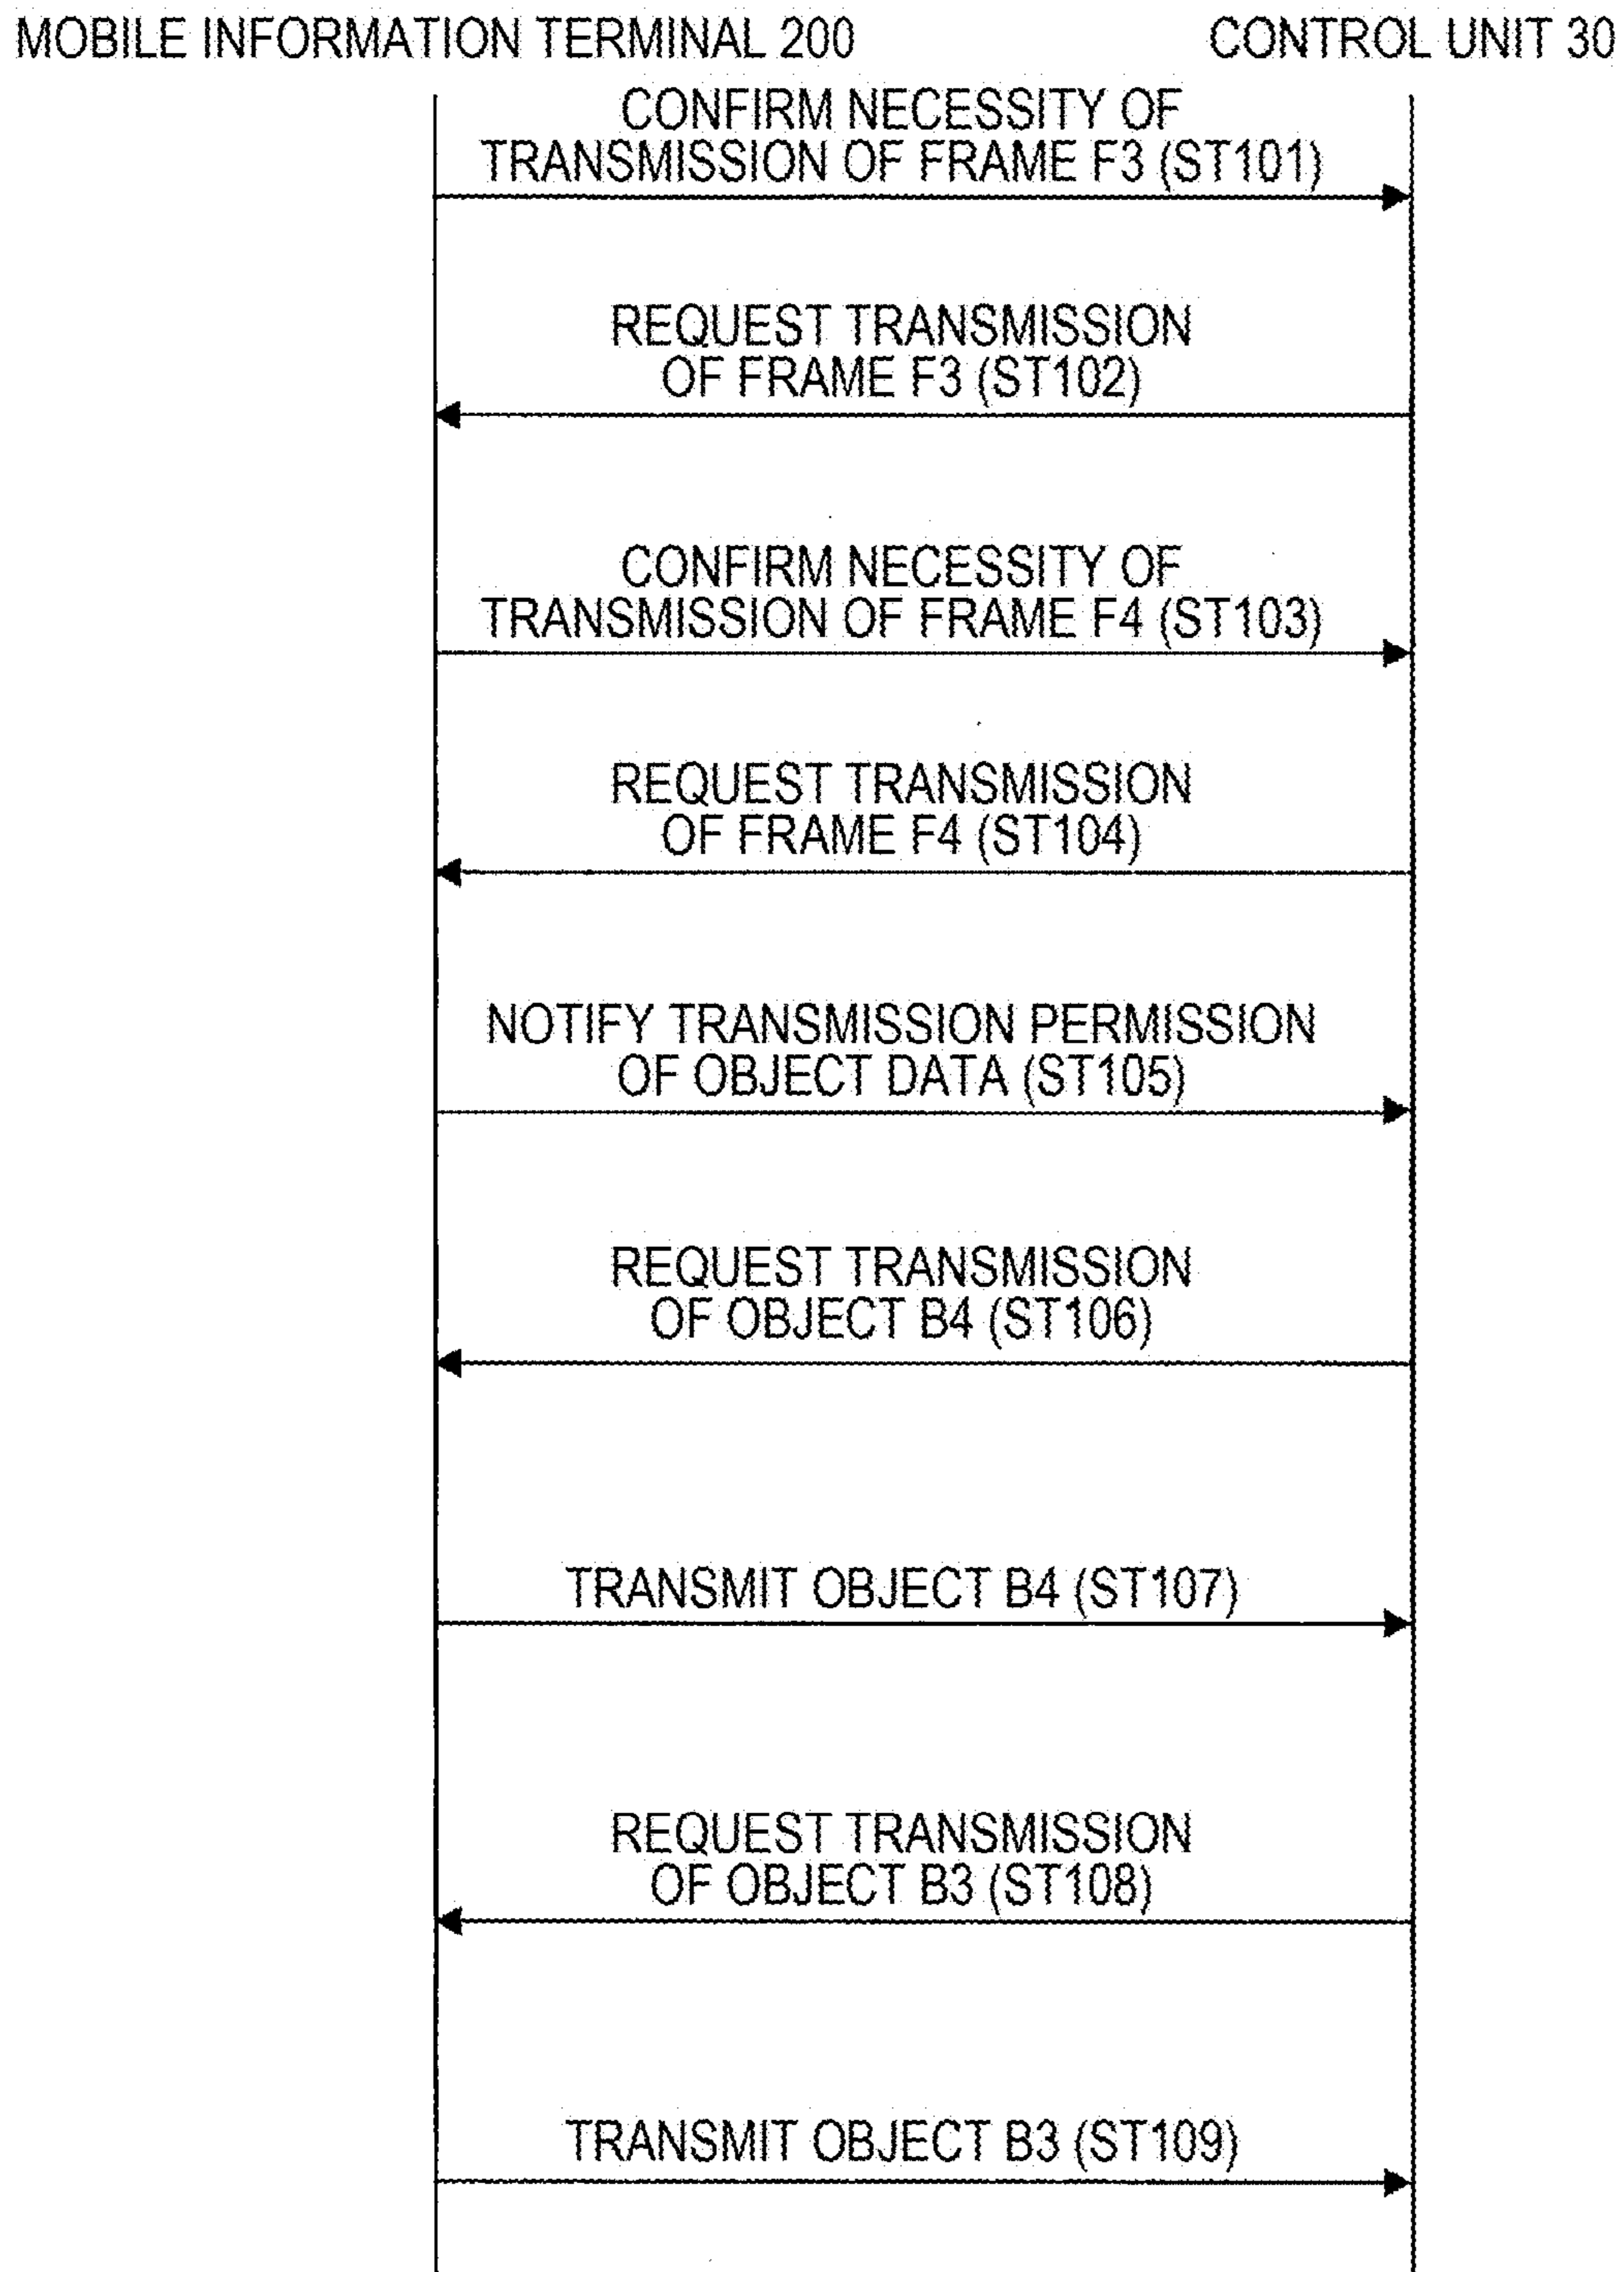 MOBILE INFORMATION TERMINAL 200
CONTROL UNIT 30
CONFIRM NECESSITY OF
TRANSMISSION OF FRAME F3 (ST101)
REQUEST TRANSMISSION
OF FRAME F3 (ST102)
CONFIRM NECESSITY OF
TRANSMISSION OF FRAME F4 (ST103)
REQUEST TRANSMISSION
OF FRAME F4 (ST104)
NOTIFY TRANSMISSION PERMISSION
OF OBJECT DATA (ST105)
REQUEST TRANSMISSION
OF OBJECT B4 (ST106)
TRANSMIT OBJECT B4 (ST107)
REQUEST TRANSMISSION
OF OBJECT B3 (ST108)
TRANSMIT OBJECT B3 (ST109)